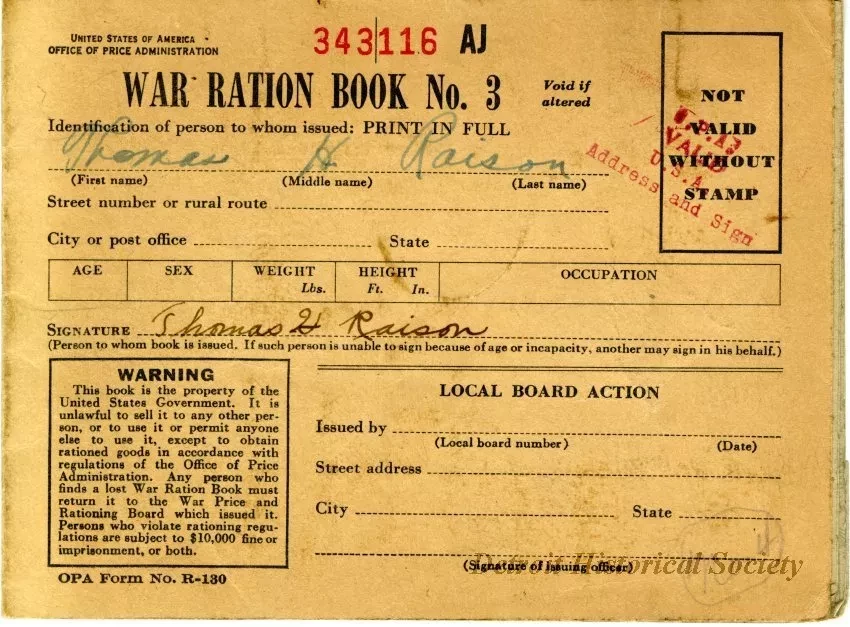 UNITED STATES OF AMERICA
OFFICE OF PRICE ADMINISTRATION
343116 AJ
WAR RATION BOOK No. 3
Void if
altered
Identification of person to whom issued: PRINT IN FULL
Thomas H Raison
(First name) (Middle name) (Last name)
Street number or rural route
City or post office State
AGE SEX WEIGHT Lbs. HEIGHT Ft. In. OCCUPATION
SIGNATURE Thomas H Raison
(Person to whom book is issued. If such person is unable to sign because of age or incapacity, another may sign in his behalf.)
NOT
VALID
WITHOUT
STAMP
VALID
U.S.A.
Address and Sign
WARNING
This book is the property of the
United States Government. It is
unlawful to sell it to any other per-
son, or to use it or permit anyone
else to use it, except to obtain
rationed goods in accordance with
regulations of the Office of Price
Administration. Any person who
finds a lost War Ration Book must
return it to the War Price and
Rationing Board which issued it.
Persons who violate rationing regu-
lations are subject to $10,000 fine or
imprisonment, or both.
OPA Form No. R-130
LOCAL BOARD ACTION
Issued by
(Local board number) (Date)
Street address
City State
(Signature of issuing officer)
Detroit Historical Society